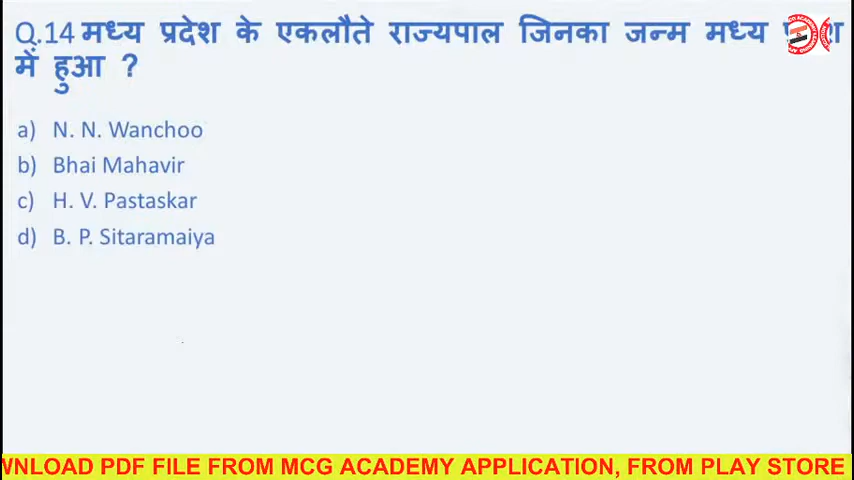 Q.14 मध्य प्रदेश के एकलौते राज्यपाल जिनका जन्म मध्य
में हुआ ?
a) N. N. Wanchoo
b) Bhai Mahavir
c) H. V. Pastaskar
d) B. P. Sitaramaiya
WNLOAD PDF FILE FROM MCG ACADEMY APPLICATION, FROM PLAY STORE